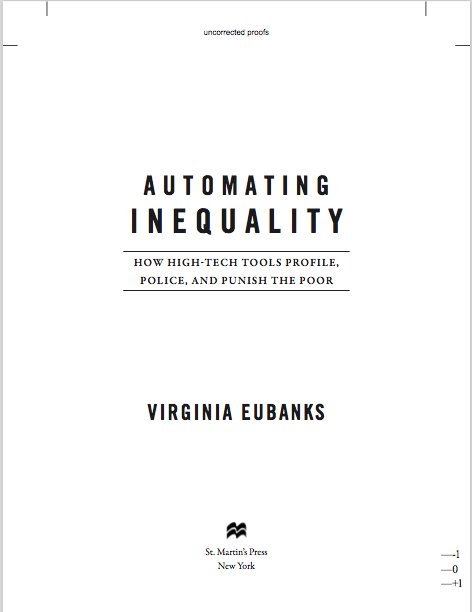 uncorrected proofs
AUTOMATING
INEQUALITY
HOW HIGH-TECH TOOLS PROFILE,
POLICE, AND PUNISH THE POOR
VIRGINIA EUBANKS
St. Martin's Press
New York
—-1
—0
—+1